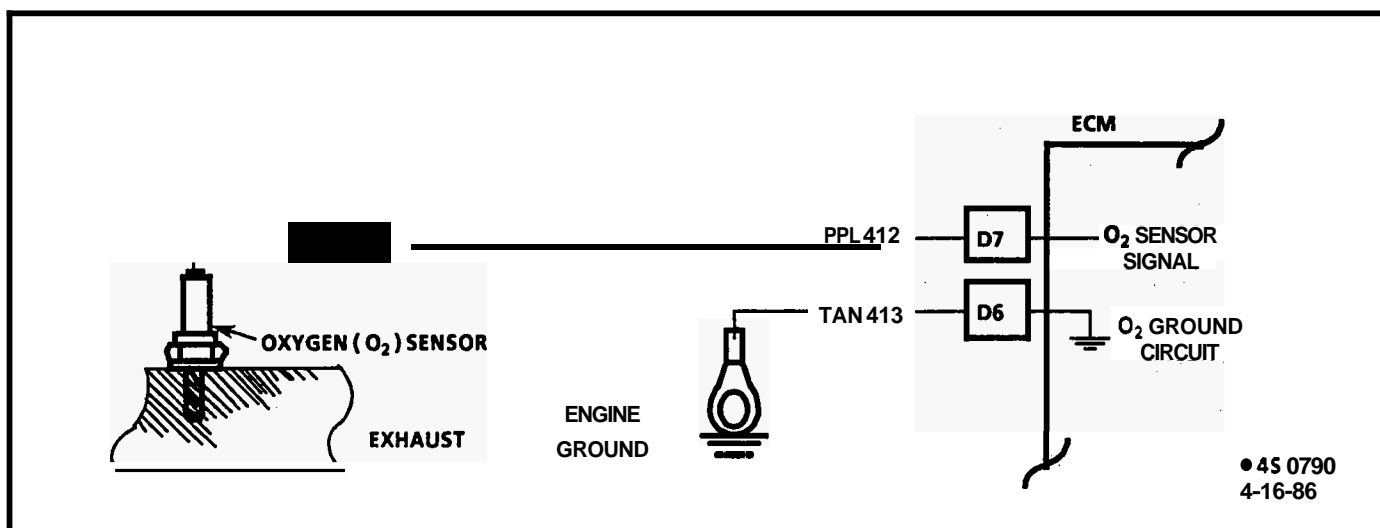 ECM
PPL 412
D7
O₂ SENSOR
SIGNAL
TAN 413
D6
O₂ GROUND
CIRCUIT
OXYGEN (O₂) SENSOR
EXHAUST
ENGINE
GROUND
● 4S 0790
4-16-86